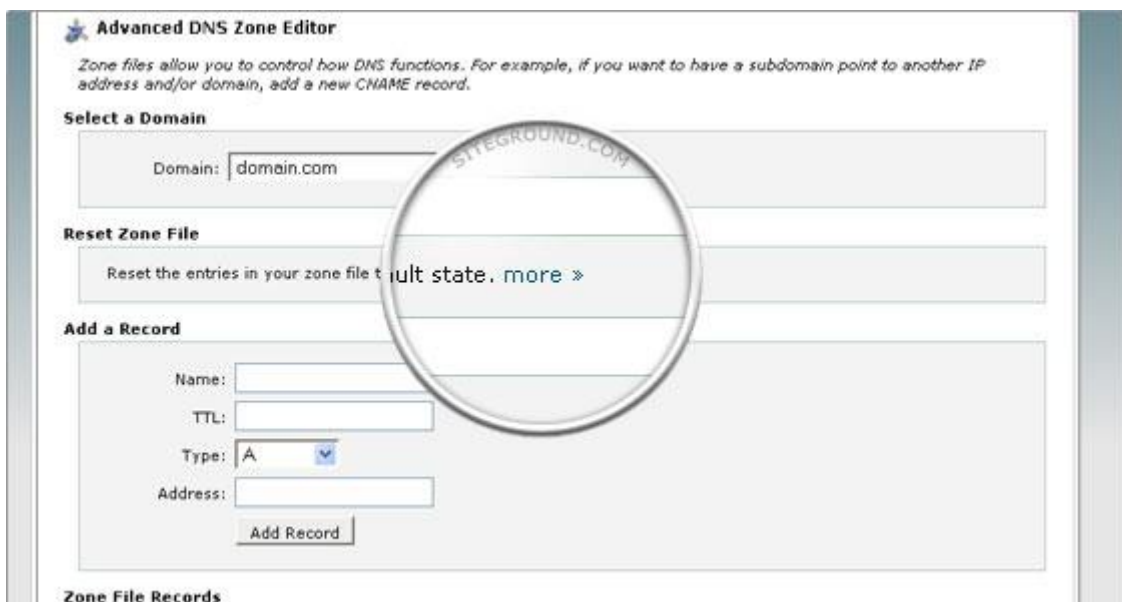 Advanced DNS Zone Editor
Zone files allow you to control how DNS functions. For example, if you want to have a subdomain point to another IP
address and/or domain, add a new CNAME record.
Select a Domain
SITEGROUND.COM
Domain: domain.com
Reset Zone File
Reset the entries in your zone file t ult state. more »
Add a Record
Name:
TTL:
Type: A
Address:
Add Record
Zone File Records